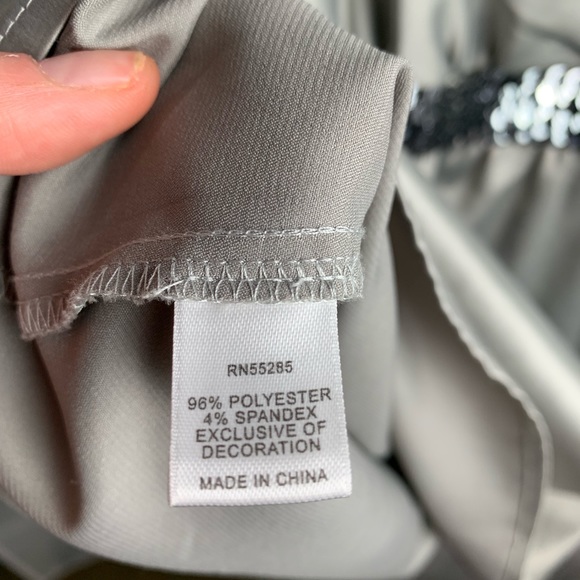 RN55285
96% POLYESTER
4% SPANDEX
EXCLUSIVE OF
DECORATION
MADE IN CHINA